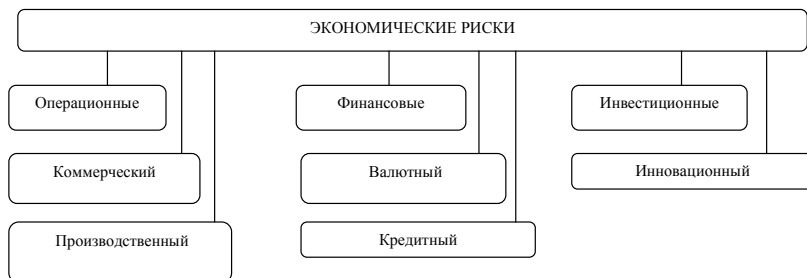 ЭКОНОМИЧЕСКИЕ РИСКИ
Операционные
Финансовые
Инвестиционные
Коммерческий
Валютный
Инновационный
Производственный
Кредитный